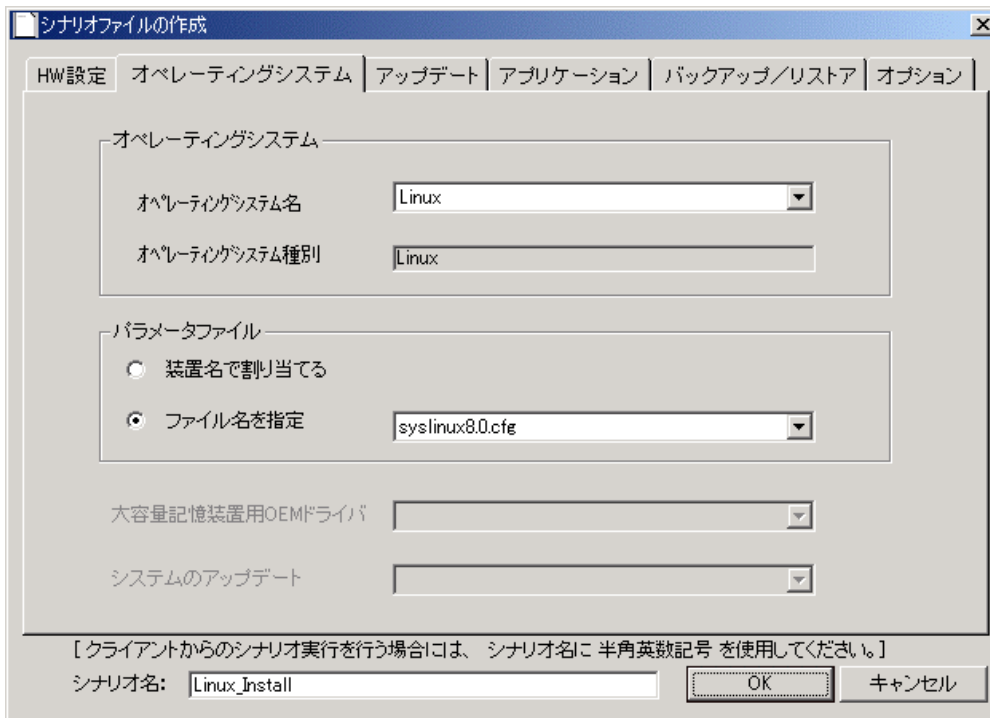 シナリオファイルの作成
HW設定 オペレーティングシステム アップデート アプリケーション バックアップ／リストア オプション
オペレーティングシステム
ｵﾍﾟﾚｰﾃｨﾝｸﾞｼｽﾃﾑ名 Linux
ｵﾍﾟﾚｰﾃｨﾝｸﾞｼｽﾃﾑ種別 Linux
パラメータファイル
装置名で割り当てる
ファイル名を指定 syslinux8.0.cfg
大容量記憶装置用OEMドライバ
システムのアップデート
[ クライアントからのシナリオ実行を行う場合には、 シナリオ名に 半角英数記号 を使用してください。]
シナリオ名: Linux_Install OK キャンセル